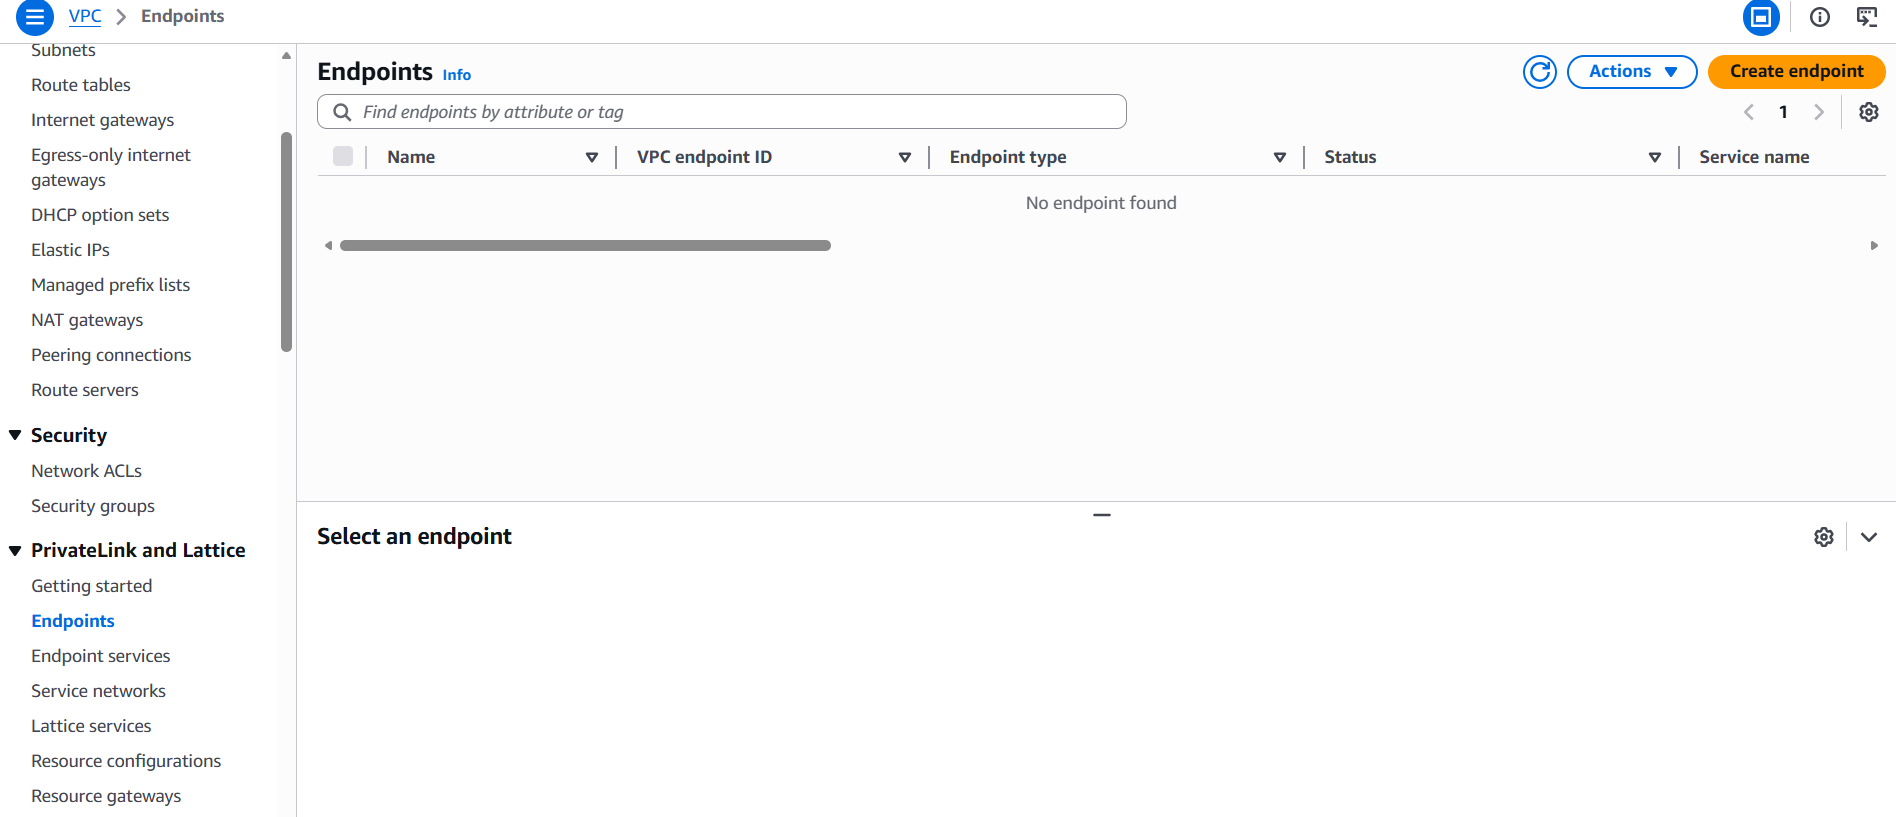 VPC
Endpoints
Subnets
Route tables
Internet gateways
Egress-only internet
gateways
DHCP option sets
Elastic IPs
Managed prefix lists
NAT gateways
Peering connections
Route servers
Security
Network ACLs
Security groups
PrivateLink and Lattice
Getting started
Endpoints
Endpoint services
Service networks
Lattice services
Resource configurations
Resource gateways
Endpoints Info
Actions
Create endpoint
Find endpoints by attribute or tag
1
Name
VPC endpoint ID
Endpoint type
Status
Service name
No endpoint found
Select an endpoint